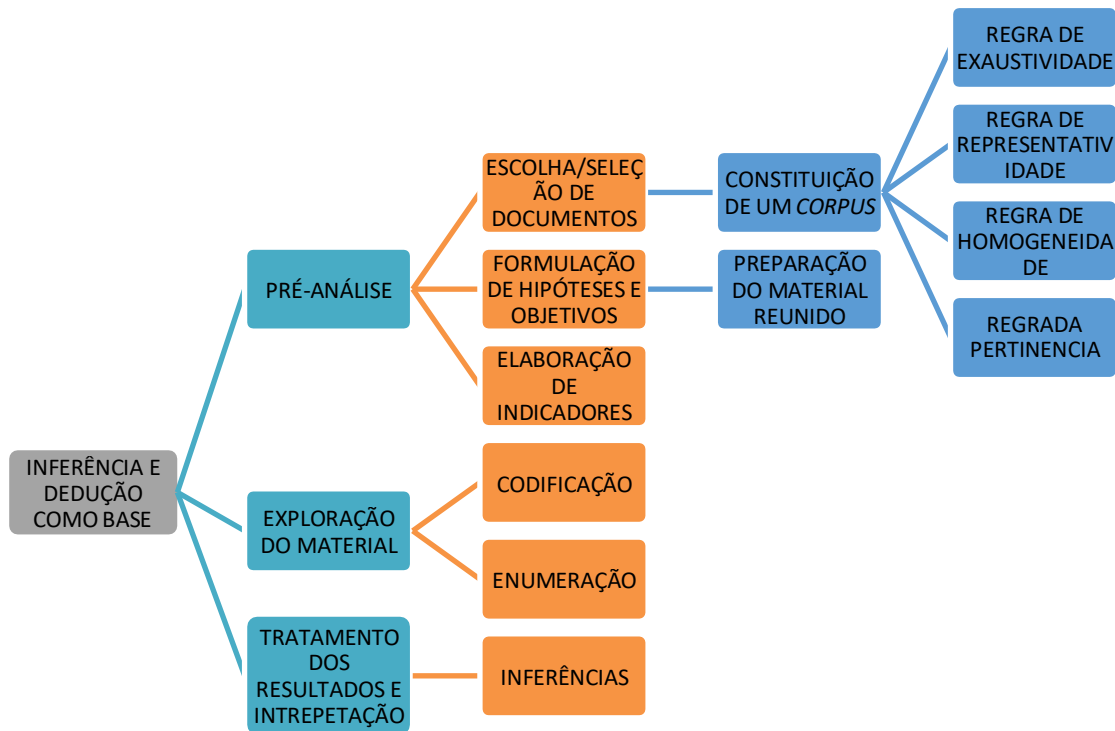 INFERÊNCIA E
DEDUÇÃO
COMO BASE
PRÉ-ANÁLISE
EXPLORAÇÃO
DO MATERIAL
TRATAMENTO
DOS
RESULTADOS E
INTREPETAÇÃO
ESCOLHA/SELEÇ
ÃO DE
DOCUMENTOS
FORMULAÇÃO
DE HIPÓTESES E
OBJETIVOS
ELABORAÇÃO
DE
INDICADORES
CODIFICAÇÃO
ENUMERAÇÃO
INFERÊNCIAS
CONSTITUIÇÃO
DE UM CORPUS
PREPARAÇÃO
DO MATERIAL
REUNIDO
REGRA DE
EXAUSTIVIDADE
REGRA DE
REPRESENTATIV
IDADE
REGRA DE
HOMOGENEIDA
DE
REGRADA
PERTINENCIA